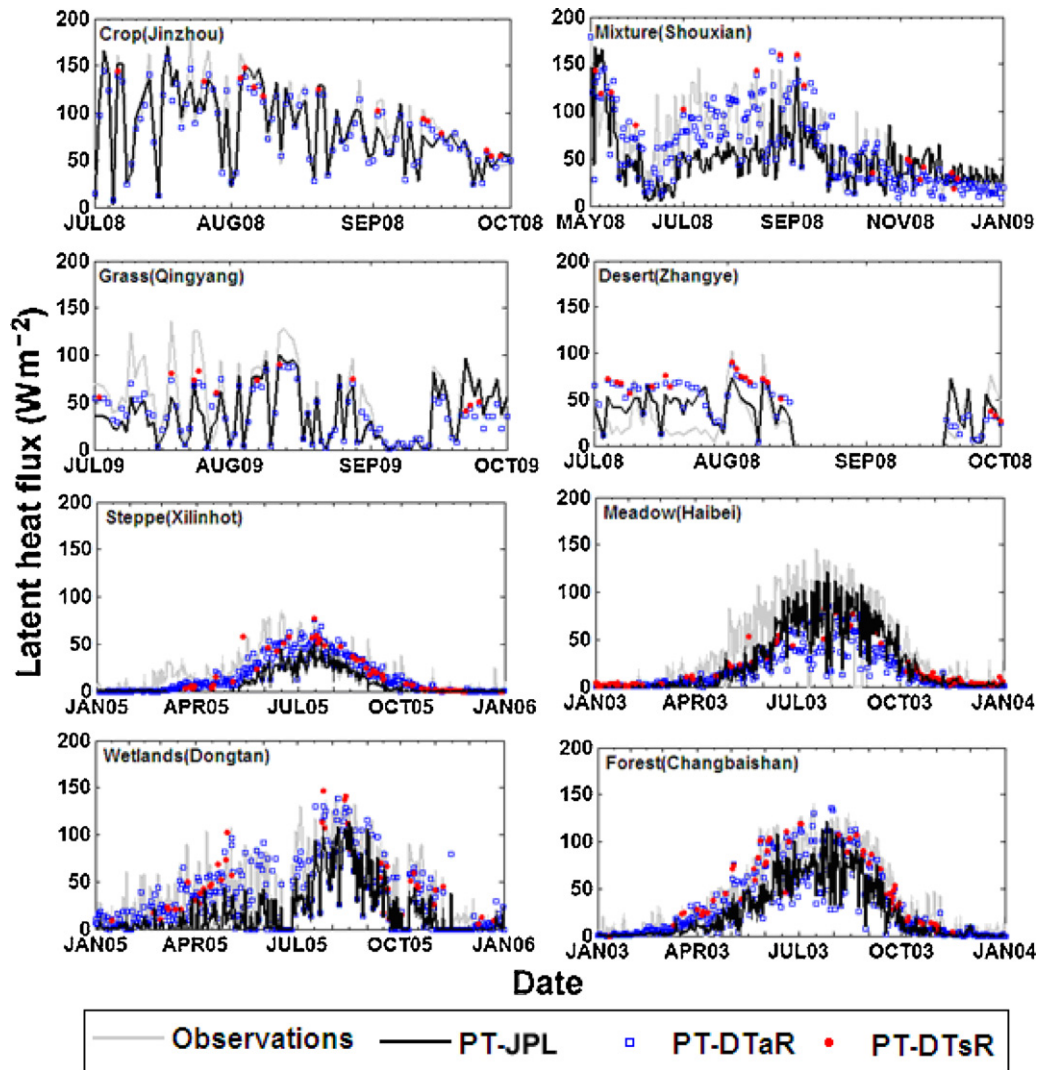 Latent heat flux (Wm−2)
200 150 100 50 0
Crop(Jinzhou)
JUL08 AUG08 SEP08 OCT08
200 150 100 50 0
Mixture(Shouxian)
MAY08 JUL08 SEP08 NOV08 JAN09
200 150 100 50 0
Grass(Qingyang)
JUL09 AUG09 SEP09 OCT09
200 150 100 50 0
Desert(Zhangye)
JUL08 AUG08 SEP08 OCT08
200 150 100 50 0
Steppe(Xilinhot)
JAN05 APR05 JUL05 OCT05 JAN06
200 150 100 50 0
Meadow(Haibei)
JAN03 APR03 JUL03 OCT03 JAN04
200 150 100 50 0
Wetlands(Dongtan)
JAN05 APR05 JUL05 OCT05 JAN06
200 150 100 50 0
Forest(Changbaishan)
JAN03 APR03 JUL03 OCT03 JAN04
Date
Observations PT-JPL PT-DTaR PT-DTsR